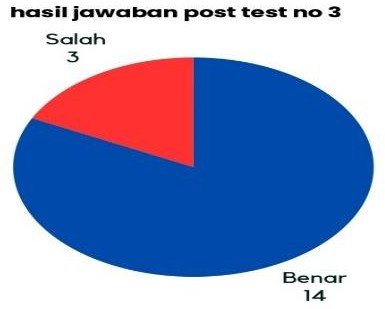 hasil jawaban post test no 3
Salah
3
Benar
14